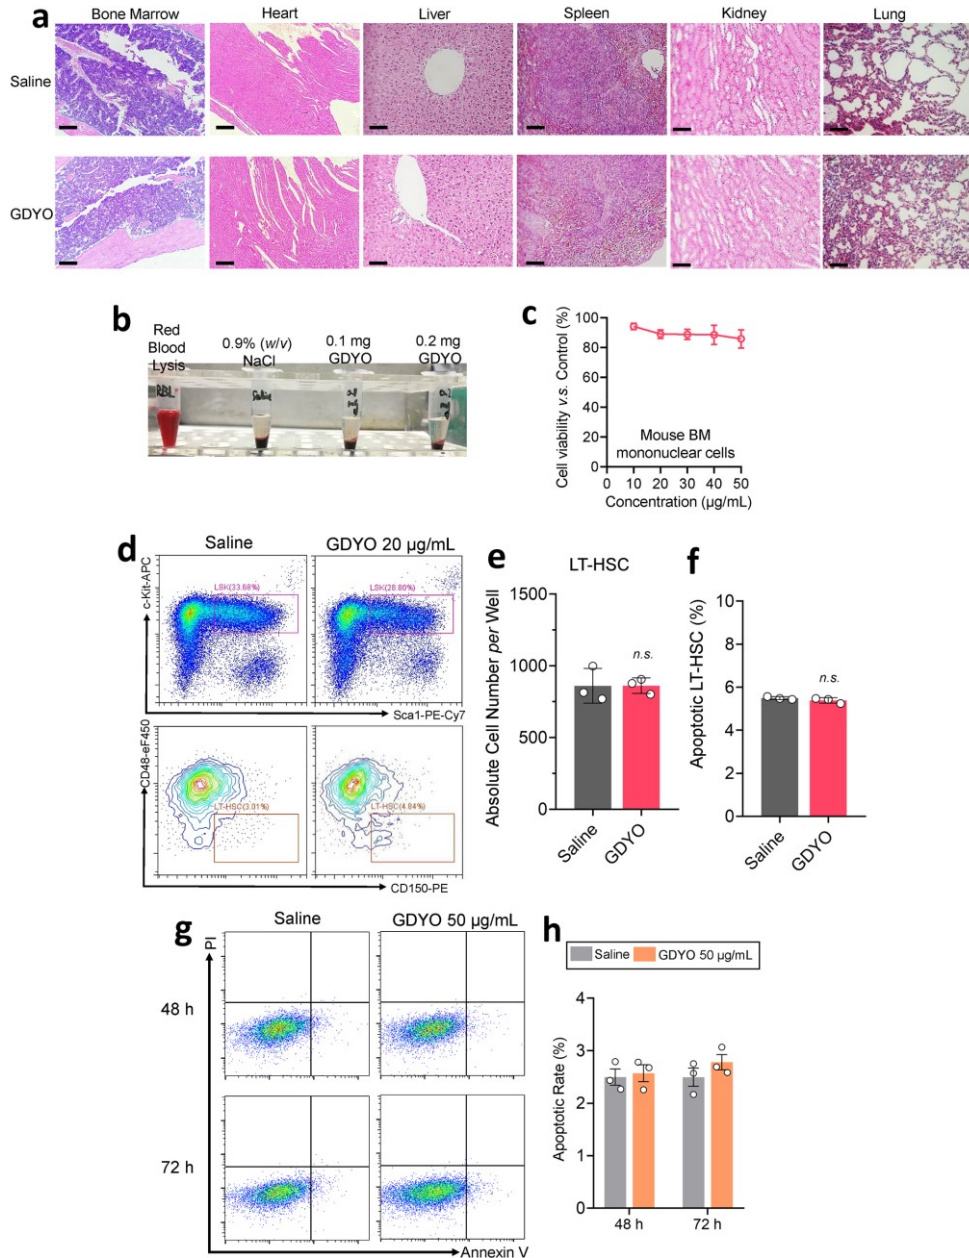 a
Bone Marrow Heart Liver Spleen Kidney Lung
Saline
GDYO
b
Red Blood Lysis
0.9% (w/v) NaCl
0.1 mg GDYO
0.2 mg GDYO
RBL
Saline
c
Cell viability v.s. Control (%)
100
80
60
40
20
0
Mouse BM
mononuclear cells
0 10 20 30 40 50
Concentration (µg/mL)
d
Saline
GDYO 20 µg/mL
c-Kit-APC
LSK(33.68%)
LSK(28.80%)
Sca1-PE-Cy7
CD48-eF450
LT-HSC(3.01%)
LT-HSC(4.84%)
CD150-PE
e
LT-HSC
Absolute Cell Number per Well
1500
1000
500
0
n.s.
Saline
GDYO
f
Apoptotic LT-HSC (%)
10
8
6
4
2
0
n.s.
Saline
GDYO
g
Saline
GDYO 50 µg/mL
PI
48 h
72 h
Annexin V
h
Saline GDYO 50 µg/mL
Apoptotic Rate (%)
4
3
2
1
0
48 h 72 h